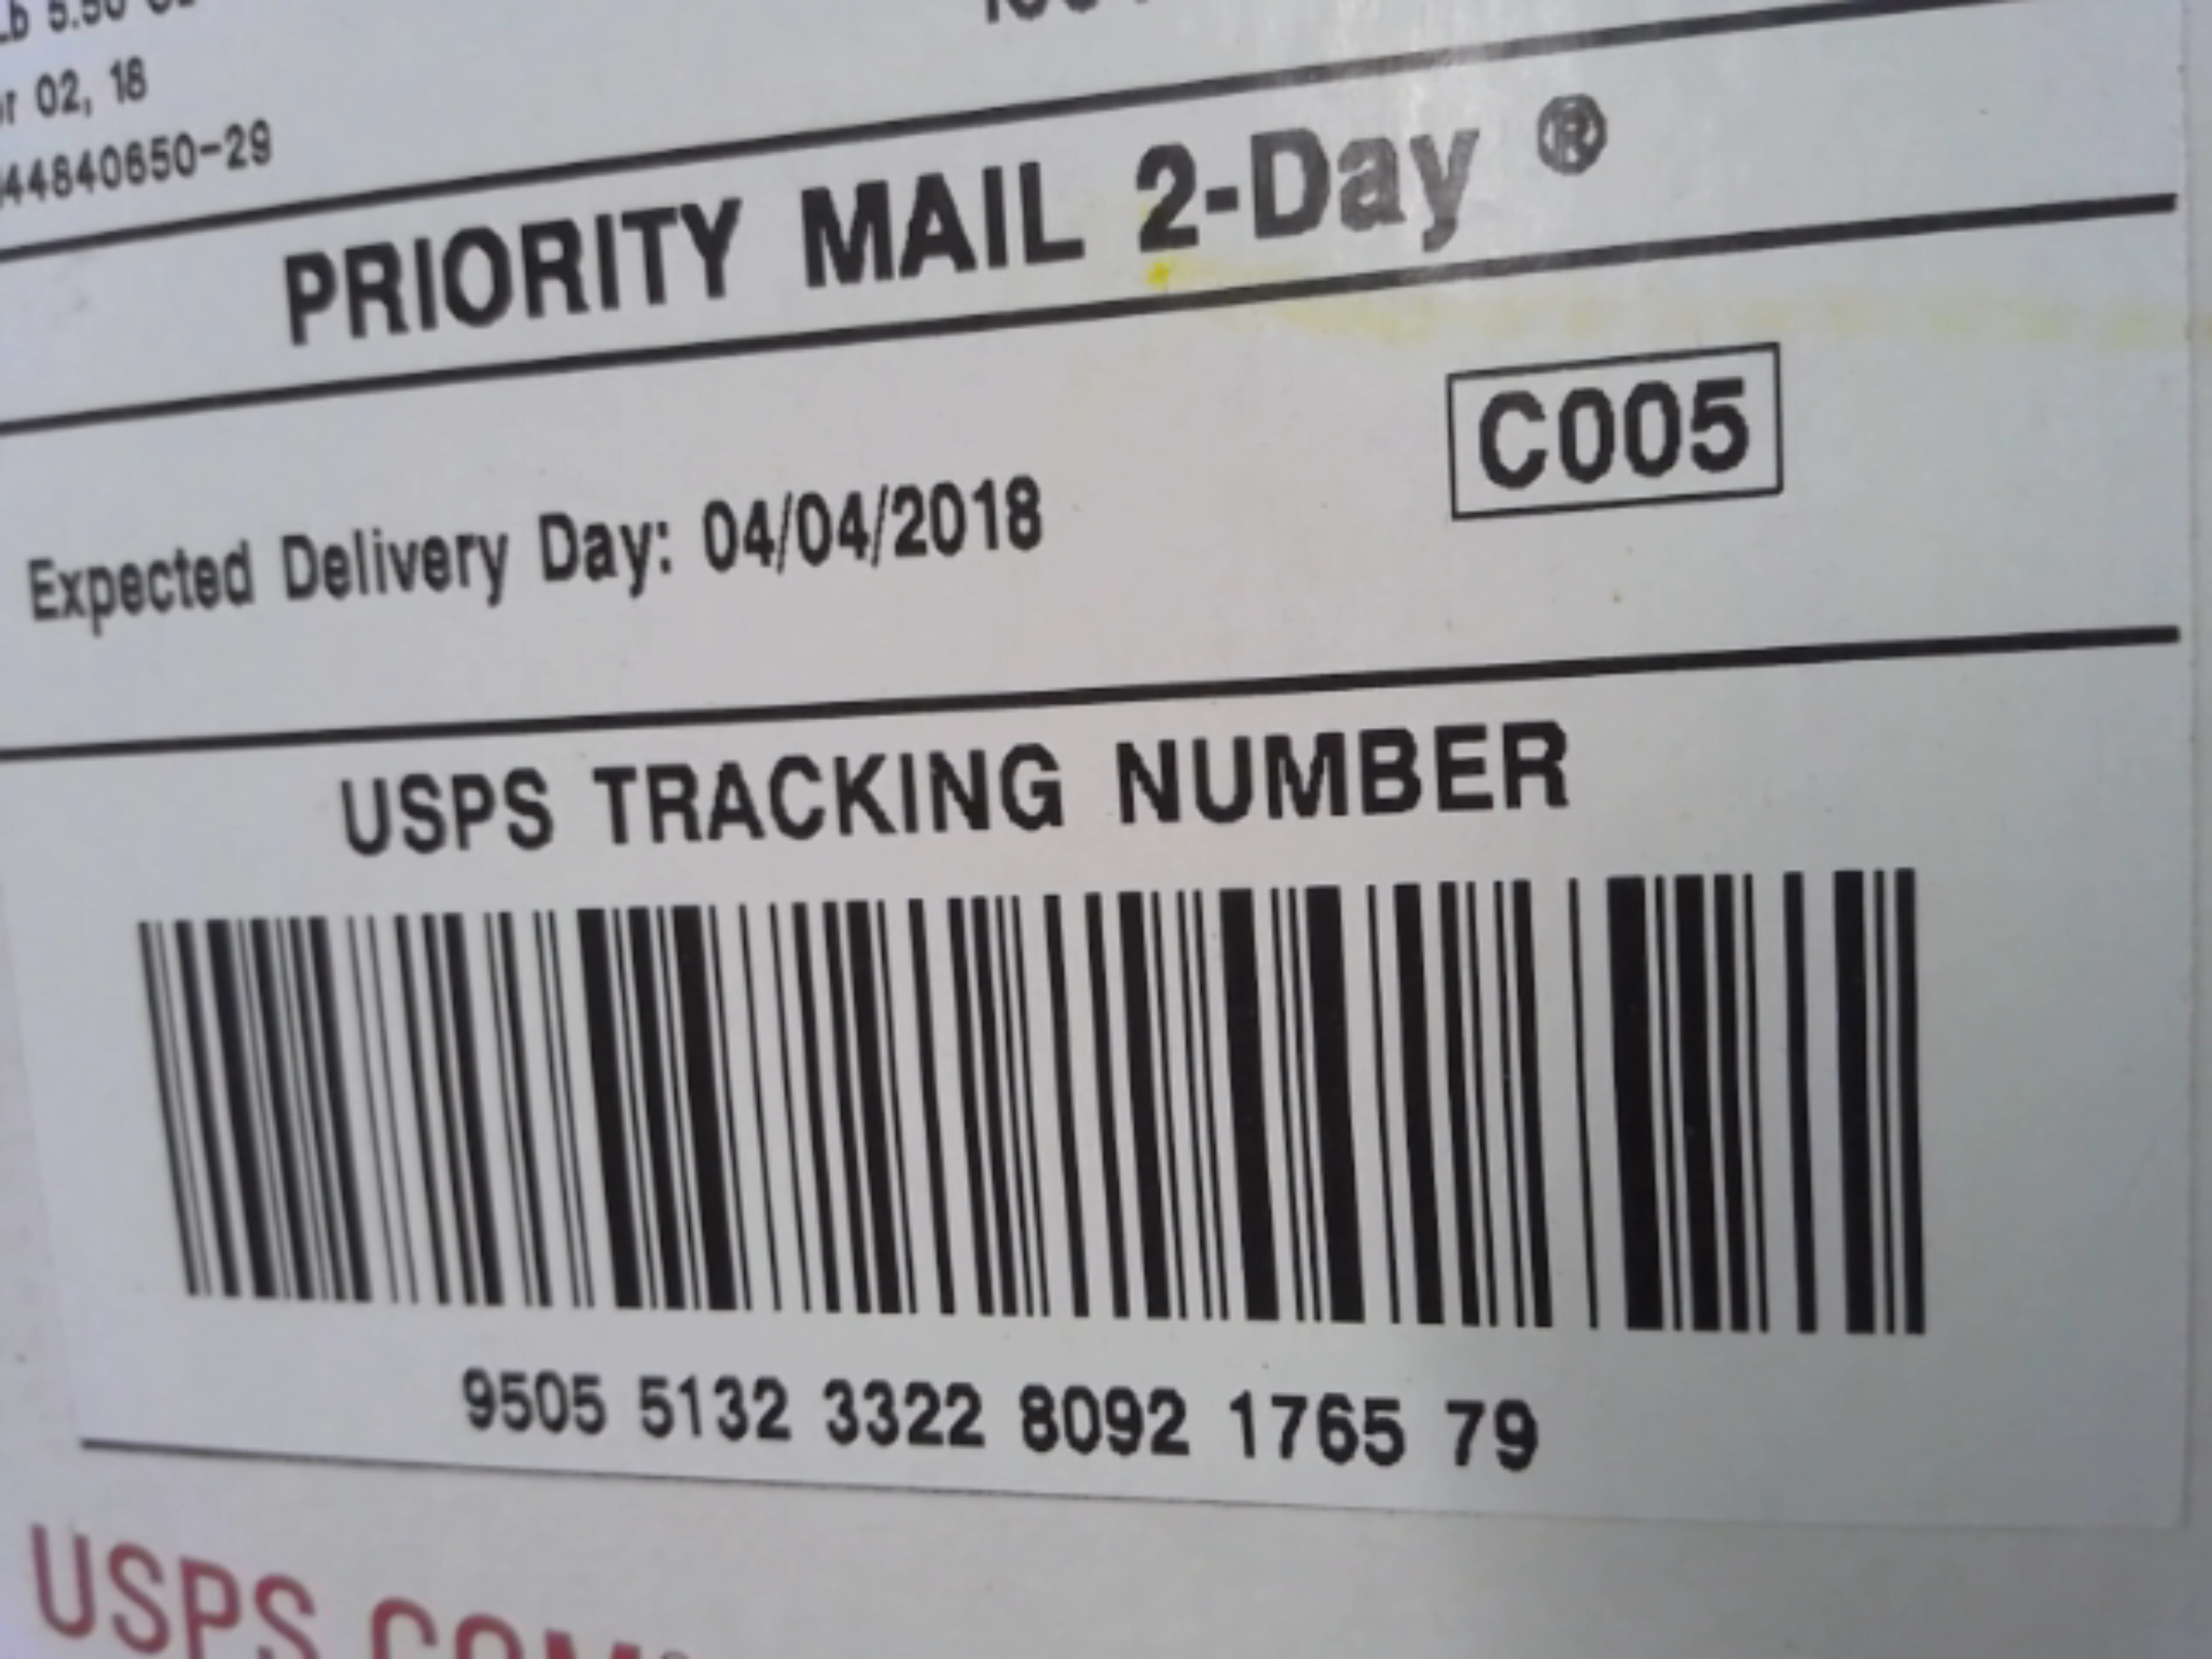 02, 18
44840650-29
PRIORITY MAIL 2-Day ®
C005
Expected Delivery Day: 04/04/2018
USPS TRACKING NUMBER
9505 5132 3322 8092 1765 79
USPS.COM